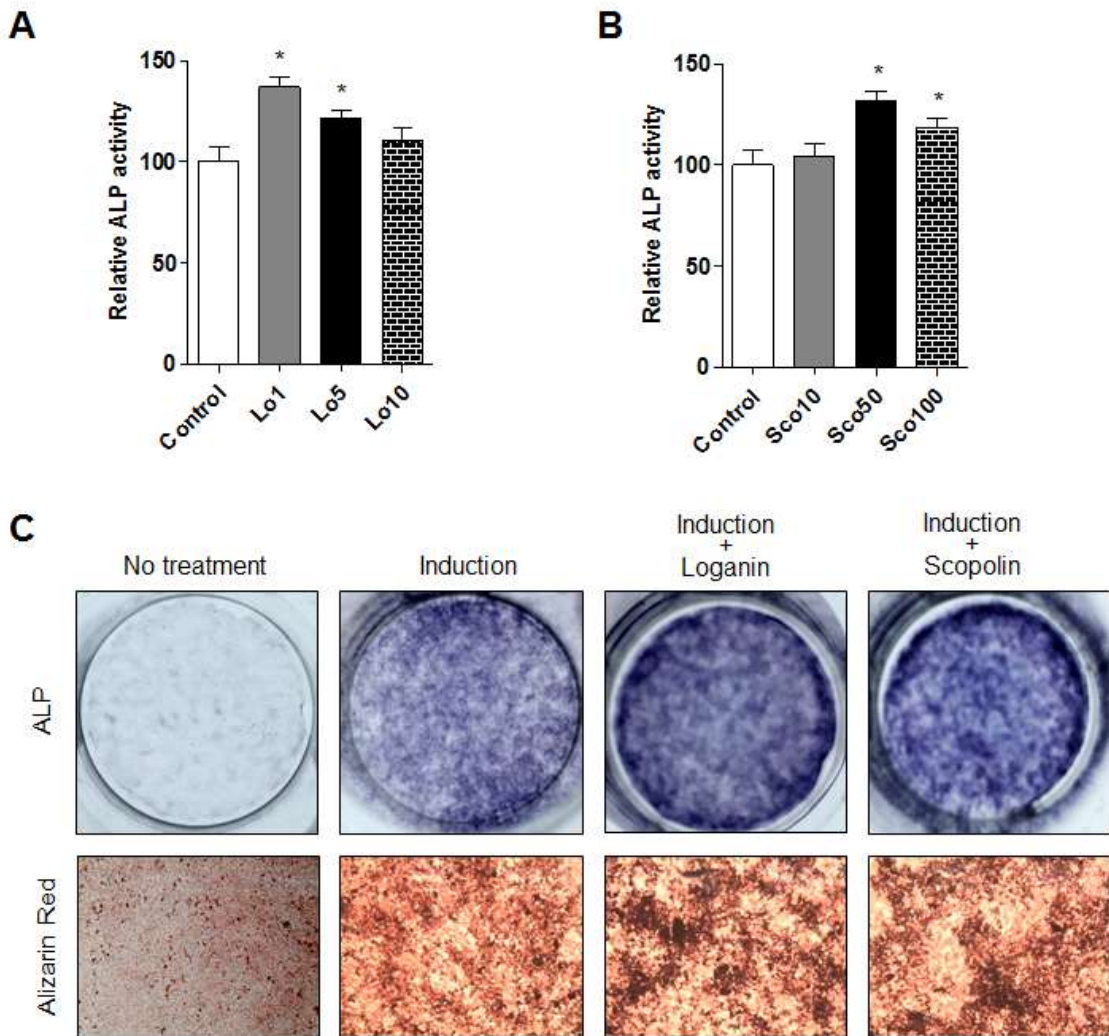 A
Relative ALP activity
150
100
50
0
*
*
Control
Lo1
Lo5
Lo10
B
Relative ALP activity
150
100
50
0
*
*
Control
Sco10
Sco50
Sco100
C
No treatment
Induction
Induction
+
Loganin
Induction
+
Scopolin
ALP
Alizarin Red